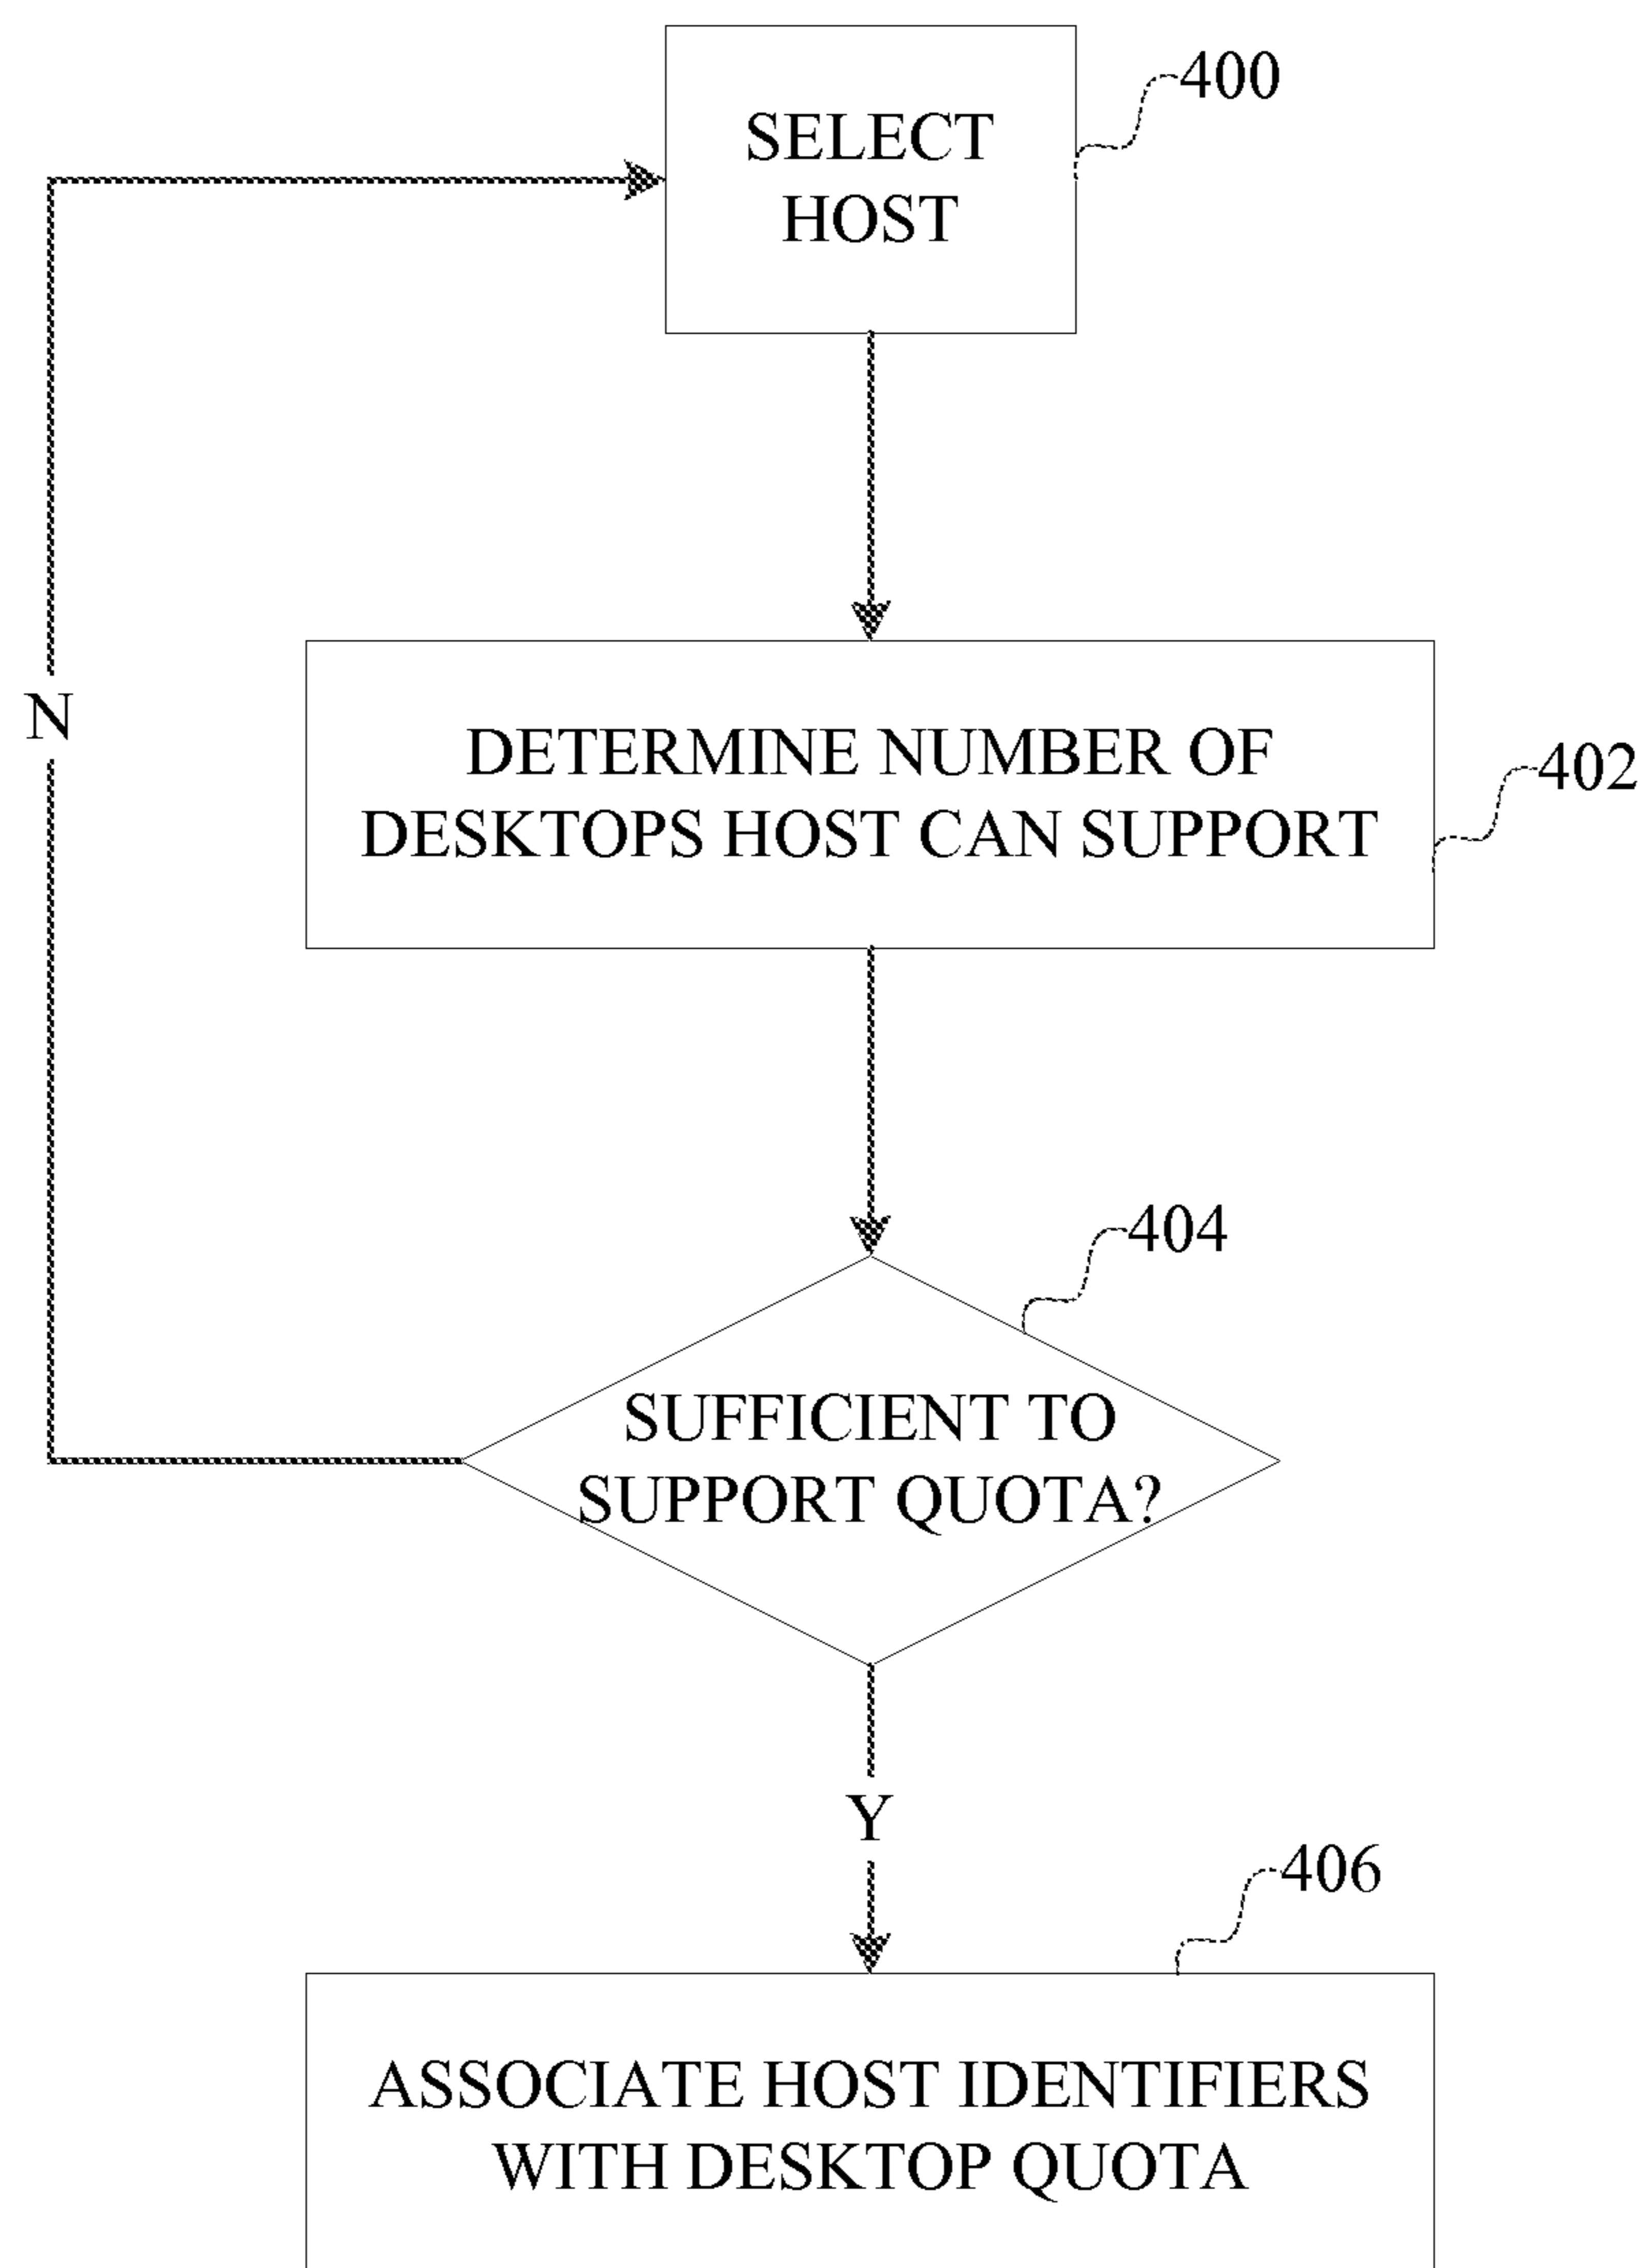 SELECT
HOST
400
N
DETERMINE NUMBER OF
DESKTOPS HOST CAN SUPPORT
402
404
SUFFICIENT TO
SUPPORT QUOTA?
Y
406
ASSOCIATE HOST IDENTIFIERS
WITH DESKTOP QUOTA